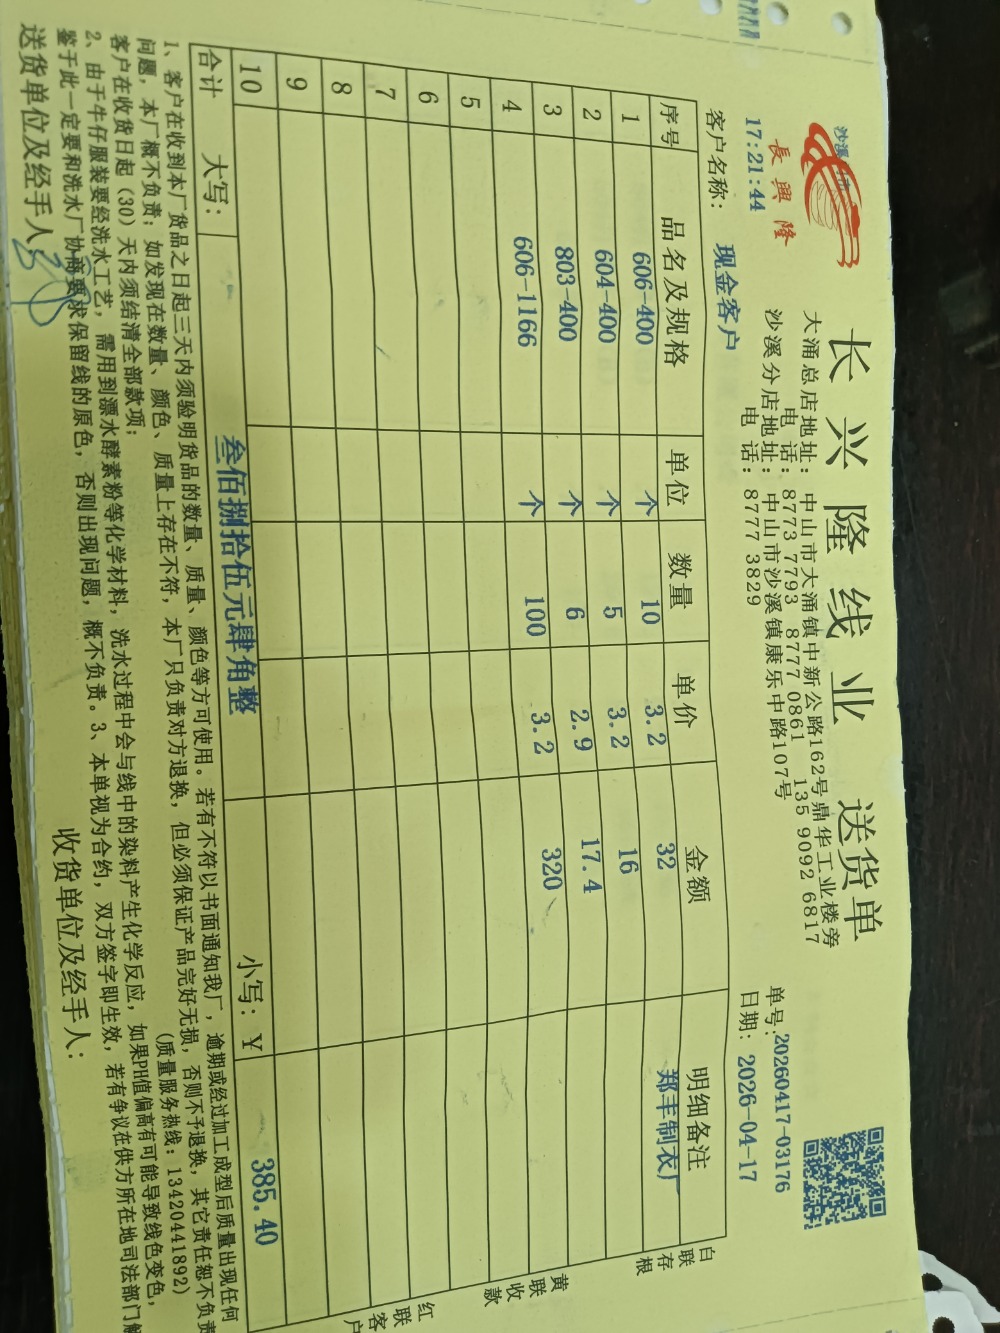 长兴隆线业 送货单
長興隆
大涌总店地址: 中山市大涌镇中新公路162号鼎华工业楼旁
电 话: 8773 7793 8777 0861 135 9092 6817
沙溪分店地址: 中山市沙溪镇康乐中路107号
电 话: 8777 3829
17:21:44
单号:20260417-03176
客户名称: 现金客户
日期: 2026-04-17
序号 品名及规格 单位 数量 单价 金额 明细备注
1 606-400 个 10 3.2 32 郑丰制衣厂
2 604-400 个 5 3.2 16
3 803-400 个 6 2.9 17.4
4 606-1166 个 100 3.2 320
5
6
7
8
9
10
合计 大写: 叁佰捌拾伍元肆角整 小写: ¥ 385.40
白联存根
黄联收款
红联客户
1、客户在收到本厂货品之日起三天内须验明货品的数量、质量、颜色等方可使用。若有不符以书面通知我厂, 逾期或经过加工成型后质量出现任何
问题, 本厂概不负责; 如发现在数量、颜色、质量上存在不符, 本厂只负责对方退换, 但必须保证产品完好无损, 否则不予退换, 其它责任恕不负责
客户在收货日起 (30) 天内须结清全部款项;
(质量服务热线: 13420441892)
2、由于牛仔服装要经洗水工艺, 需用到漂水酵素粉等化学材料, 洗水过程中会与线中的染料产生化学反应, 如果PH值偏高有可能导致线色变色,
鉴于此一定要和洗水厂协商要求保留线的原色, 否则出现问题, 概不负责。3、本单视为合约, 双方签字即生效, 若有争议在供方所在地司法部门解
送货单位及经手人:
收货单位及经手人: